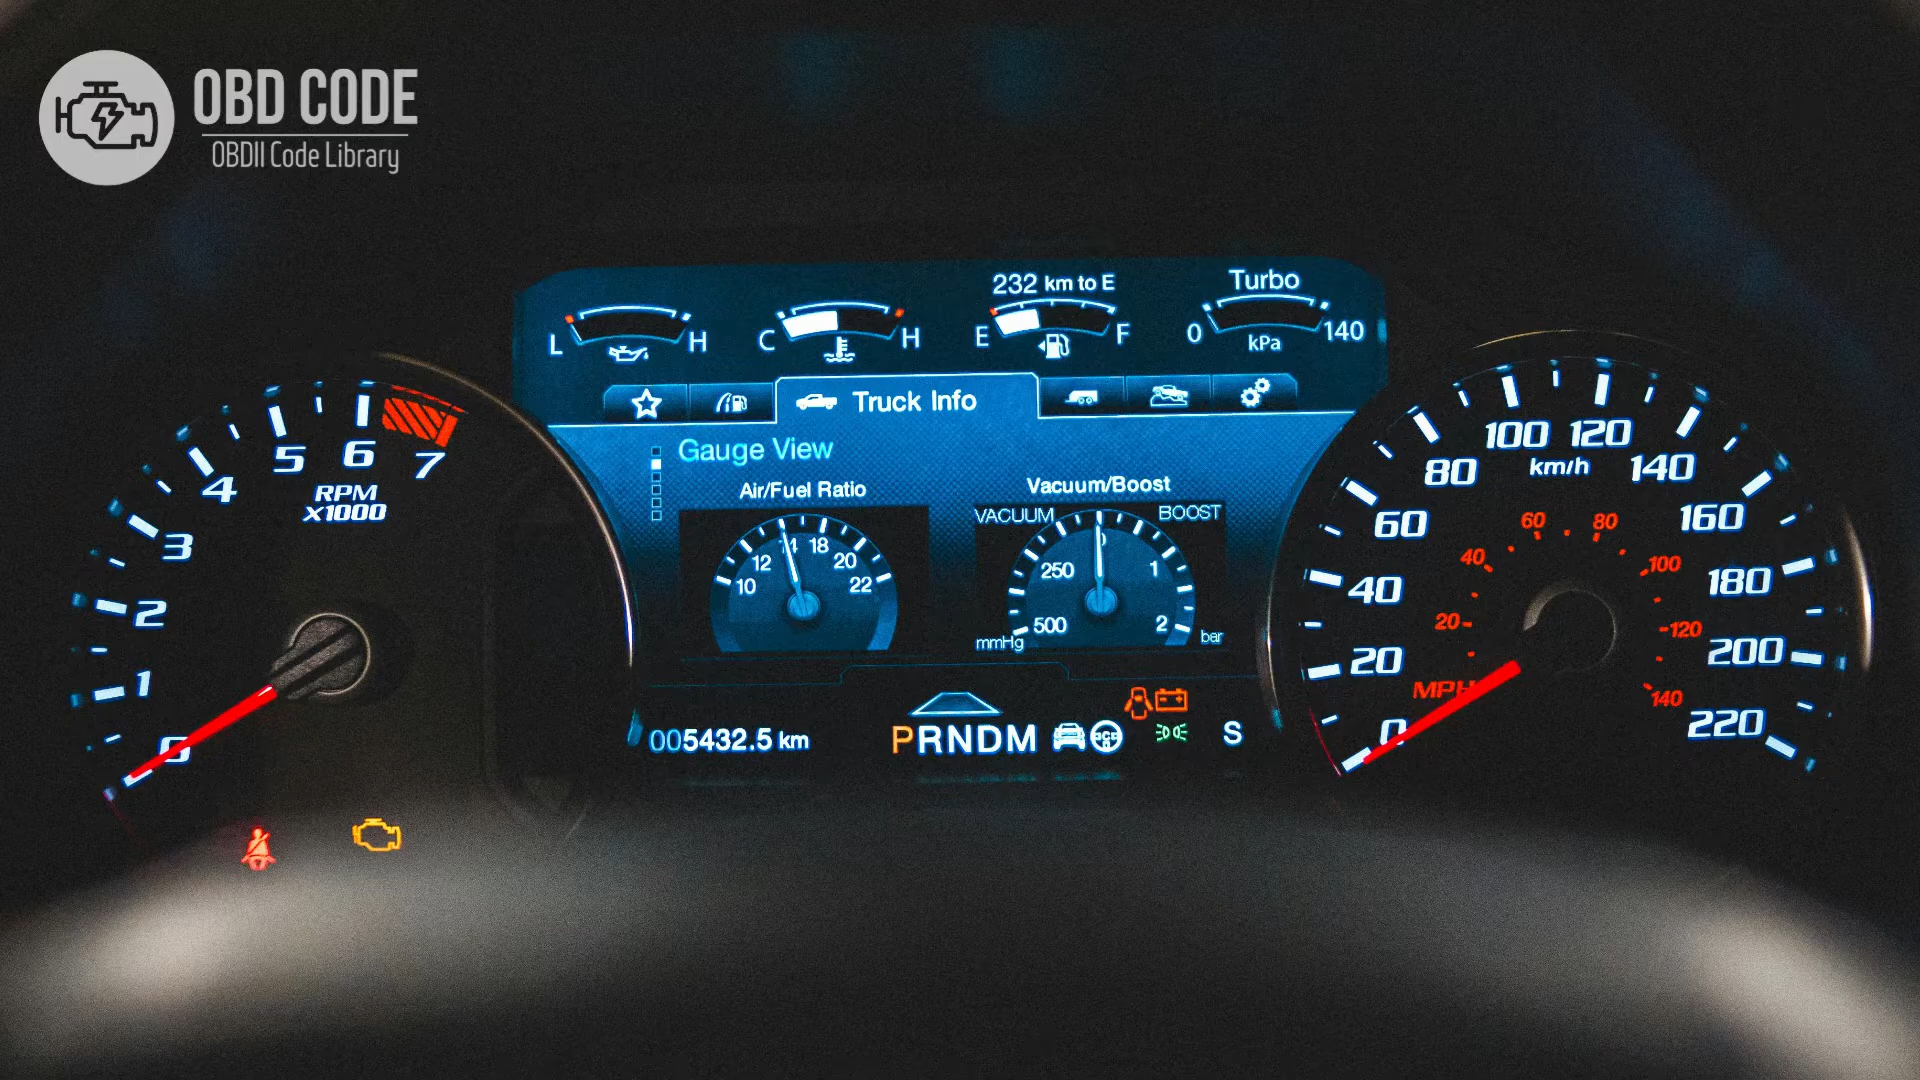 OBD CODE
OBDII Code Library
232 km to E
Turbo
L H
C H
E F
0 140
kPa
Truck Info
Gauge View
Air/Fuel Ratio
10 12 14 18 20 22
Vacuum/Boost
VACUUM BOOST
500 250 0 1 2
mmHg bar
0 1 2 3 4 5 6 7
RPM
X1000
0 20 40 60 80 100 120 140 160 180 200 220
km/h
20 40 60 80 100 120 140
MPH
005432.5 km
PRNDM
S